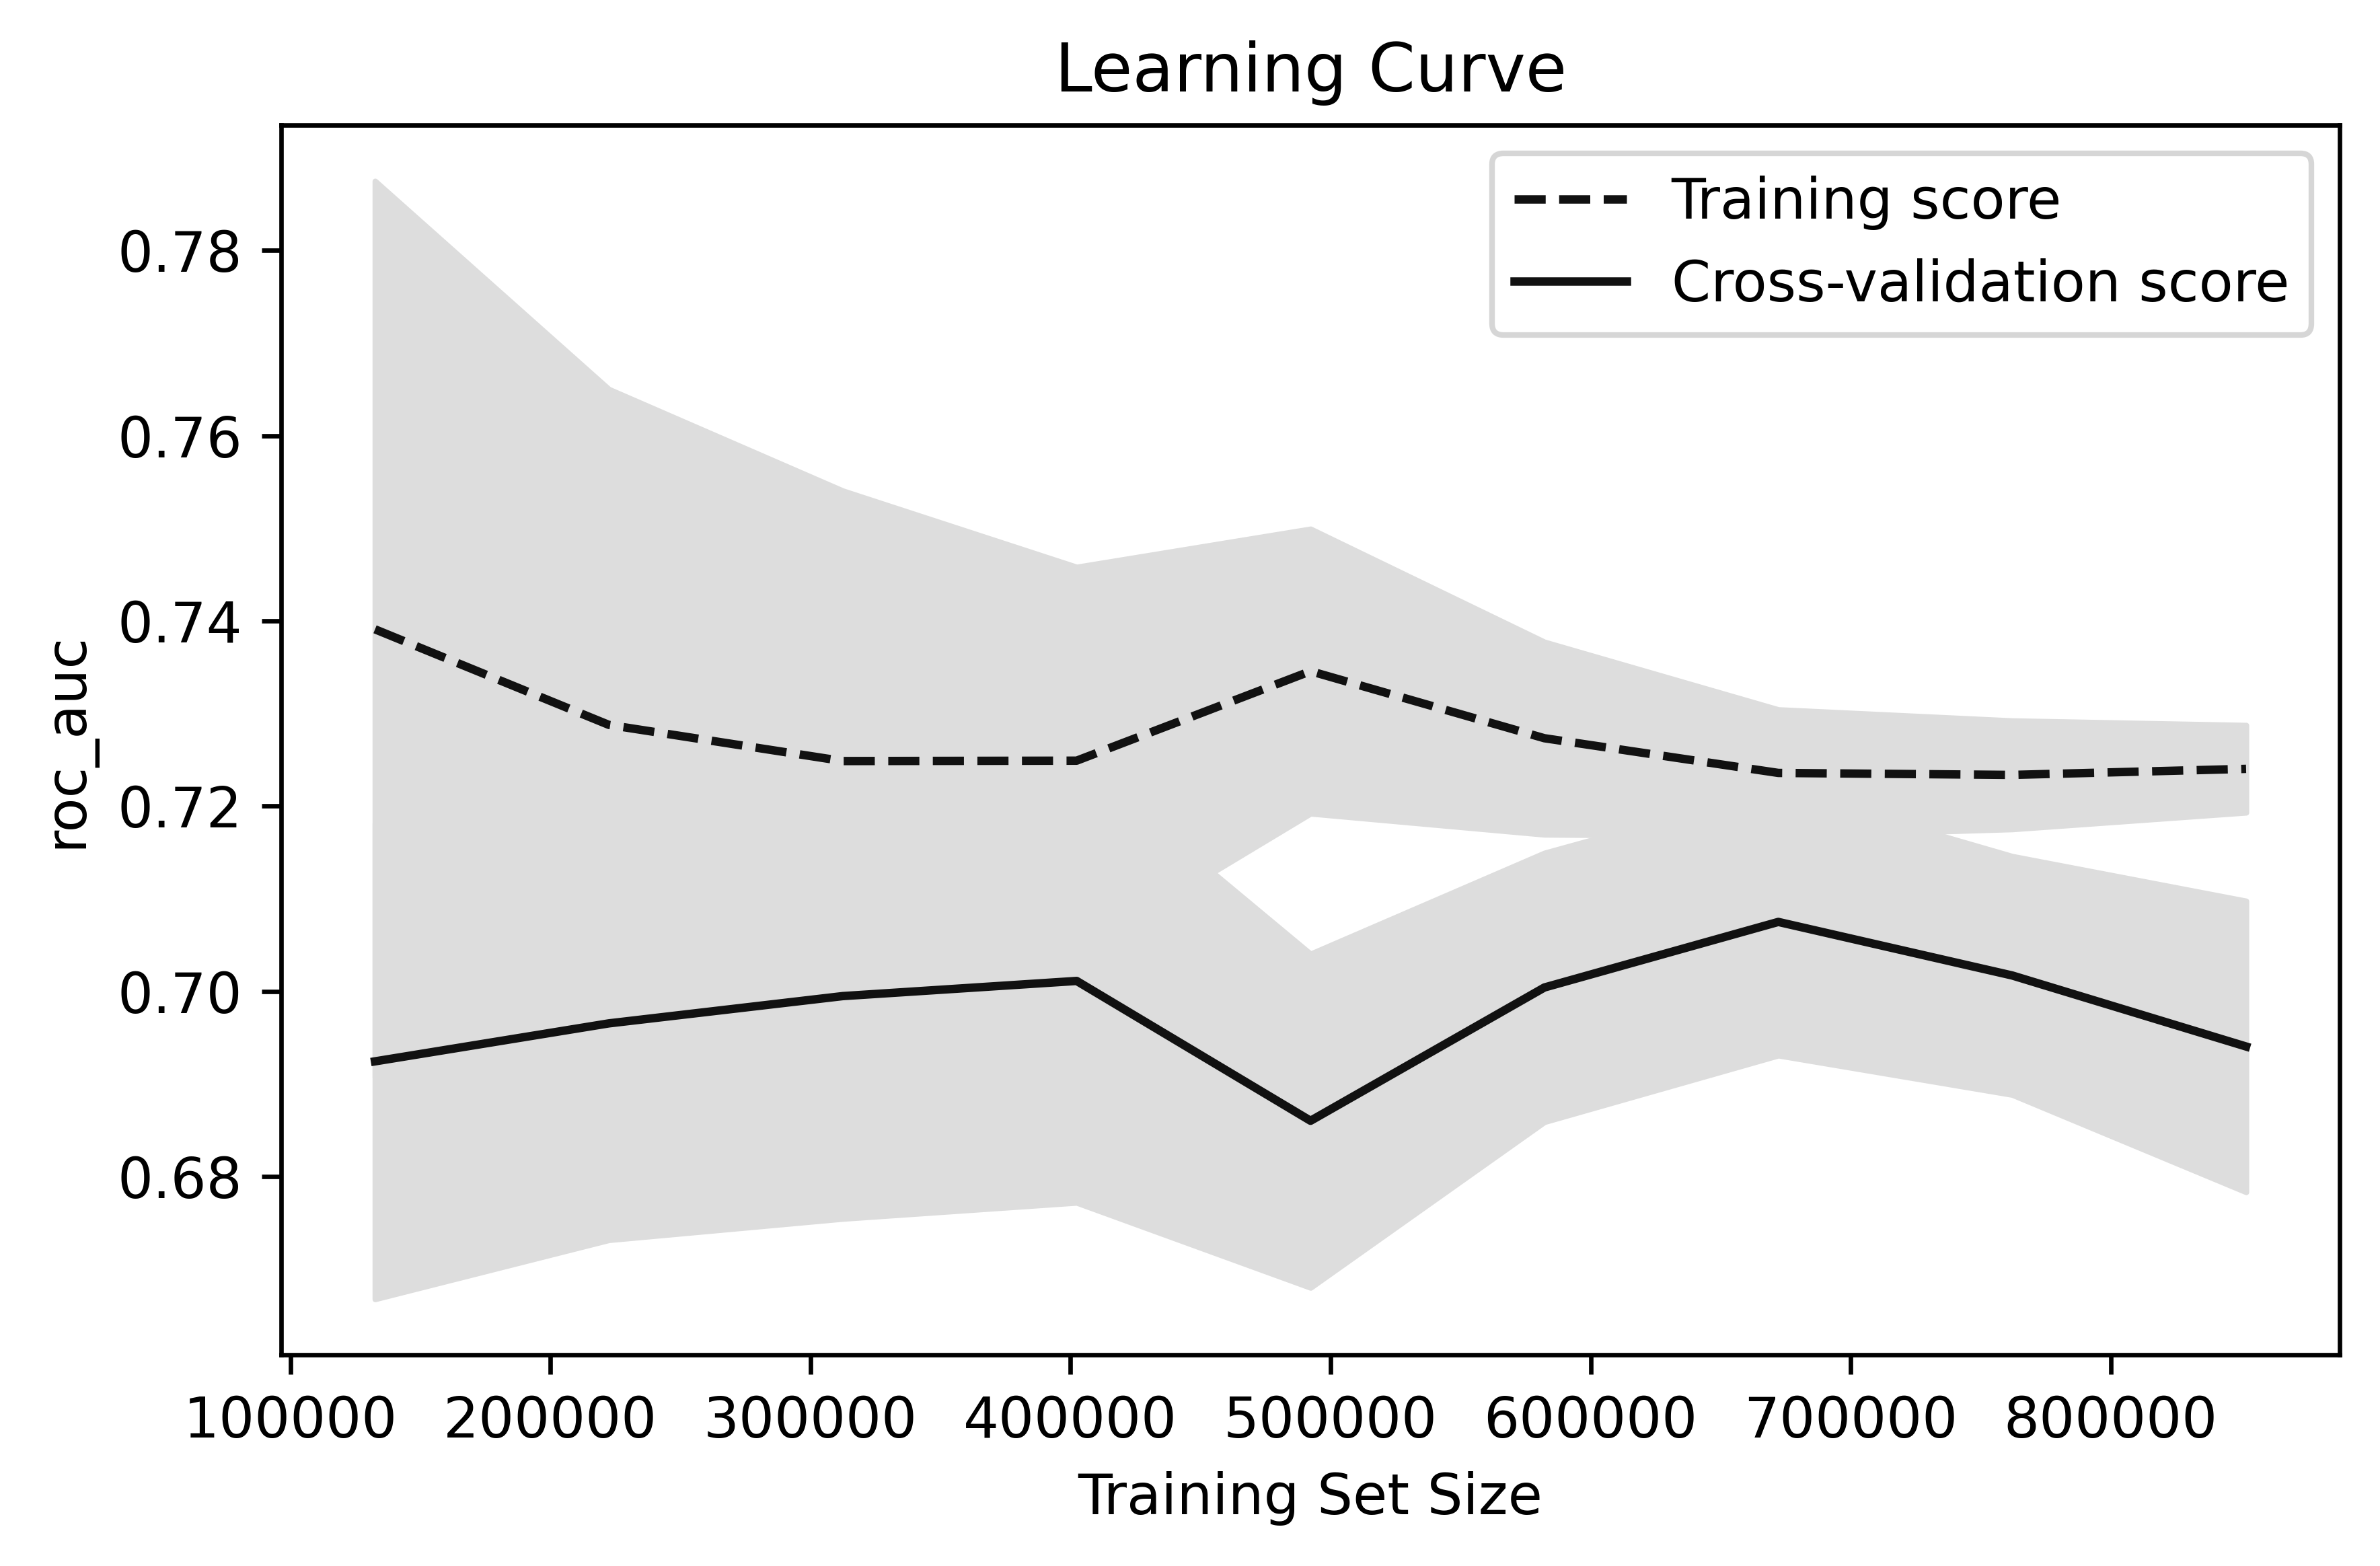 Learning Curve
Training score
Cross-validation score
0.78
0.76
0.74
0.72
0.70
0.68
roc_auc
100000 200000 300000 400000 500000 600000 700000 800000
Training Set Size